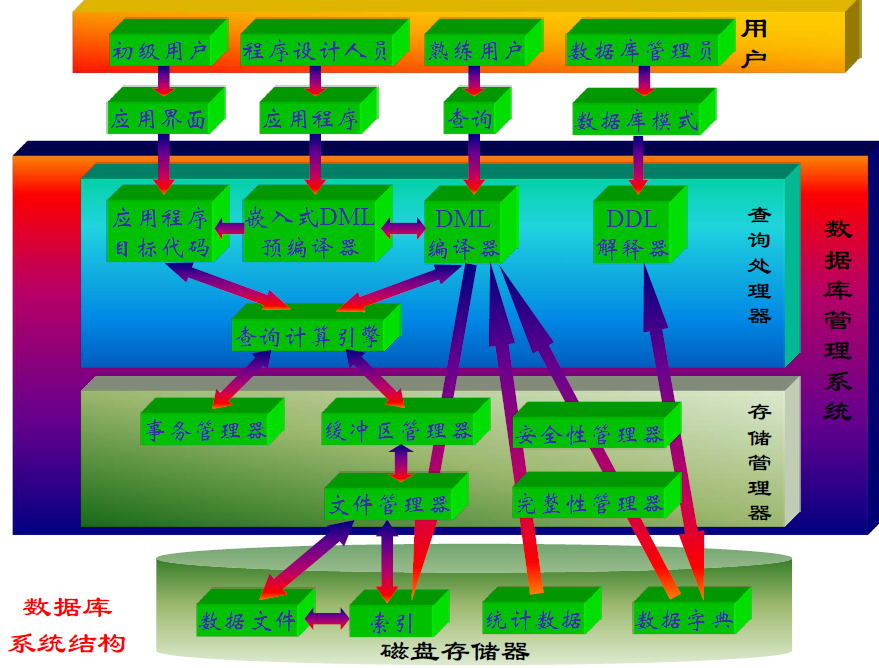 用
户
初级用户
程序设计人员
熟练用户
数据库管理员
应用界面
应用程序
查询
数据库模式
应用程序
目标代码
嵌入式DML
预编译器
DML
编译器
DDL
解释器
查询计算引擎
查
询
处
理
器
数
据
库
管
理
系
统
事务管理器
缓冲区管理器
安全性管理器
文件管理器
完整性管理器
存
储
管
理
器
数据文件
索引
统计数据
数据字典
磁盘存储器
数据库
系统结构